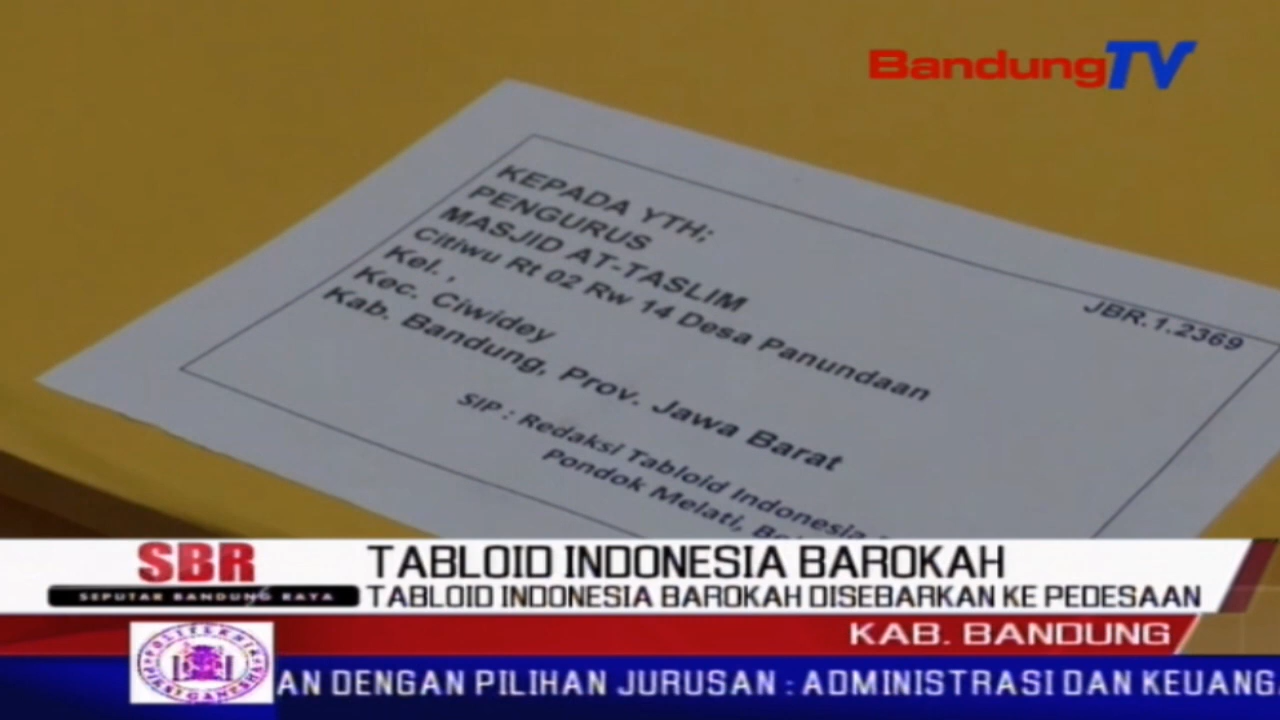 BandungTV
KEPADA YTH;
PENGURUS
MASJID AT-TASLIM
Citiwu Rt 02 Rw 14 Desa Panundaan
Kel. ,
Kec. Ciwidey
Kab. Bandung, Prov. Jawa Barat
JBR.1.2369
SIP : Redaksi Tabloid Indonesia
Pondok Melati,
SBR
SEPUTAR BANDUNG RAYA
TABLOID INDONESIA BAROKAH
TABLOID INDONESIA BAROKAH DISEBARKAN KE PEDESAAN
KAB. BANDUNG
AN DENGAN PILIHAN JURUSAN : ADMINISTRASI DAN KEUANG